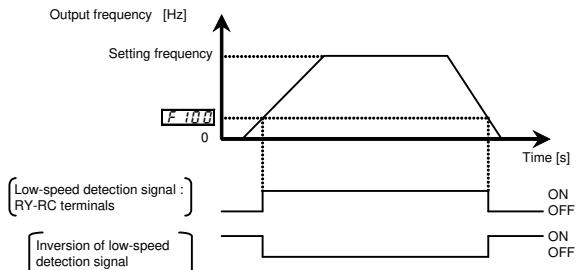 Output frequency [Hz]
Setting frequency
F 100
0
Time [s]
Low-speed detection signal :
RY-RC terminals
ON
OFF
Inversion of low-speed
detection signal
ON
OFF